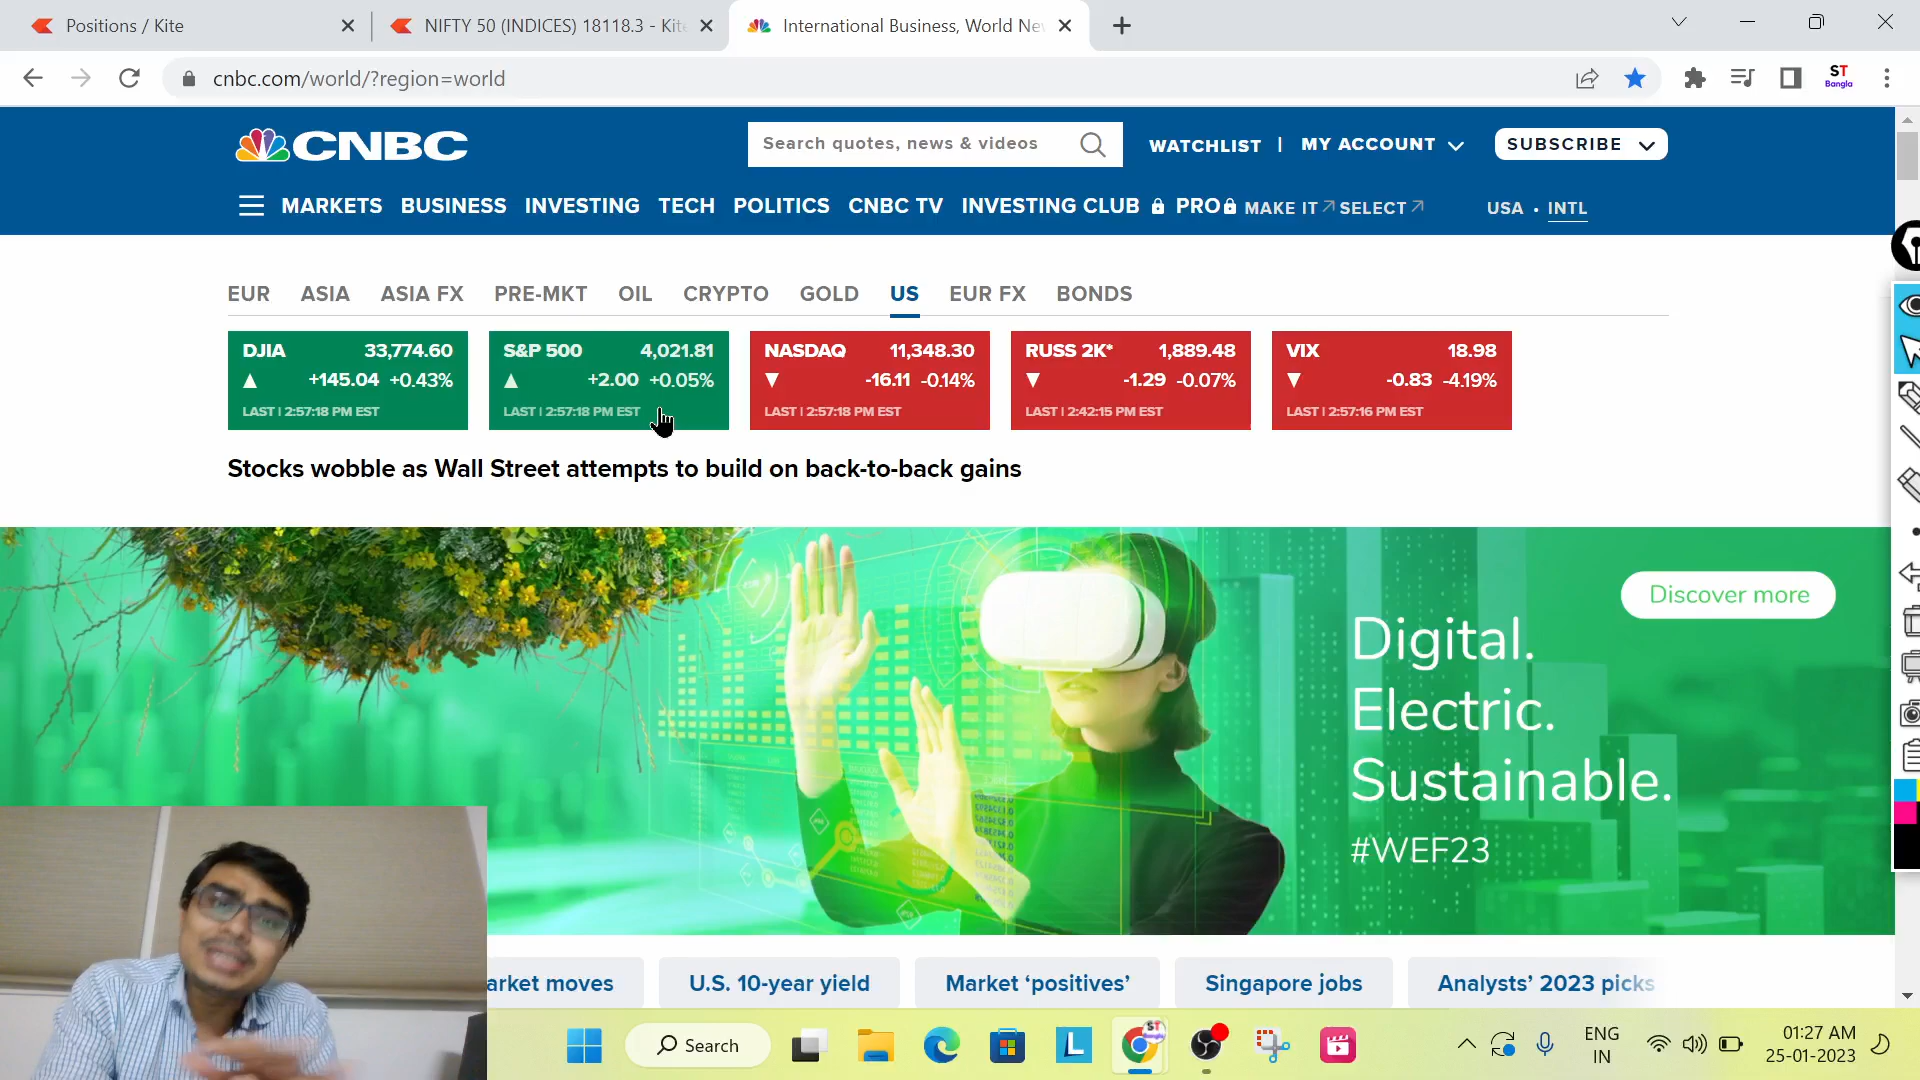 Positions / Kite
NIFTY 50 (INDICES) 18118.3 - Kite
International Business, World Ne
cnbc.com/world/?region=world
ST
Bangla
CNBC
Search quotes, news & videos
WATCHLIST | MY ACCOUNT
SUBSCRIBE
MARKETS BUSINESS INVESTING TECH POLITICS CNBC TV INVESTING CLUB PRO MAKE IT SELECT USA • INTL
EUR ASIA ASIA FX PRE-MKT OIL CRYPTO GOLD US EUR FX BONDS
DJIA 33,774.60
▲ +145.04 +0.43%
LAST | 2:57:18 PM EST
S&P 500 4,021.81
▲ +2.00 +0.05%
LAST | 2:57:18 PM EST
NASDAQ 11,348.30
▼ -16.11 -0.14%
LAST | 2:57:18 PM EST
RUSS 2K* 1,889.48
▼ -1.29 -0.07%
LAST | 2:42:15 PM EST
VIX 18.98
▼ -0.83 -4.19%
LAST | 2:57:16 PM EST
Stocks wobble as Wall Street attempts to build on back-to-back gains
Discover more
Digital.
Electric.
Sustainable.
#WEF23
arket moves
U.S. 10-year yield
Market ‘positives’
Singapore jobs
Analysts’ 2023 picks
Search
L
ST
ENG
IN
01:27 AM
25-01-2023